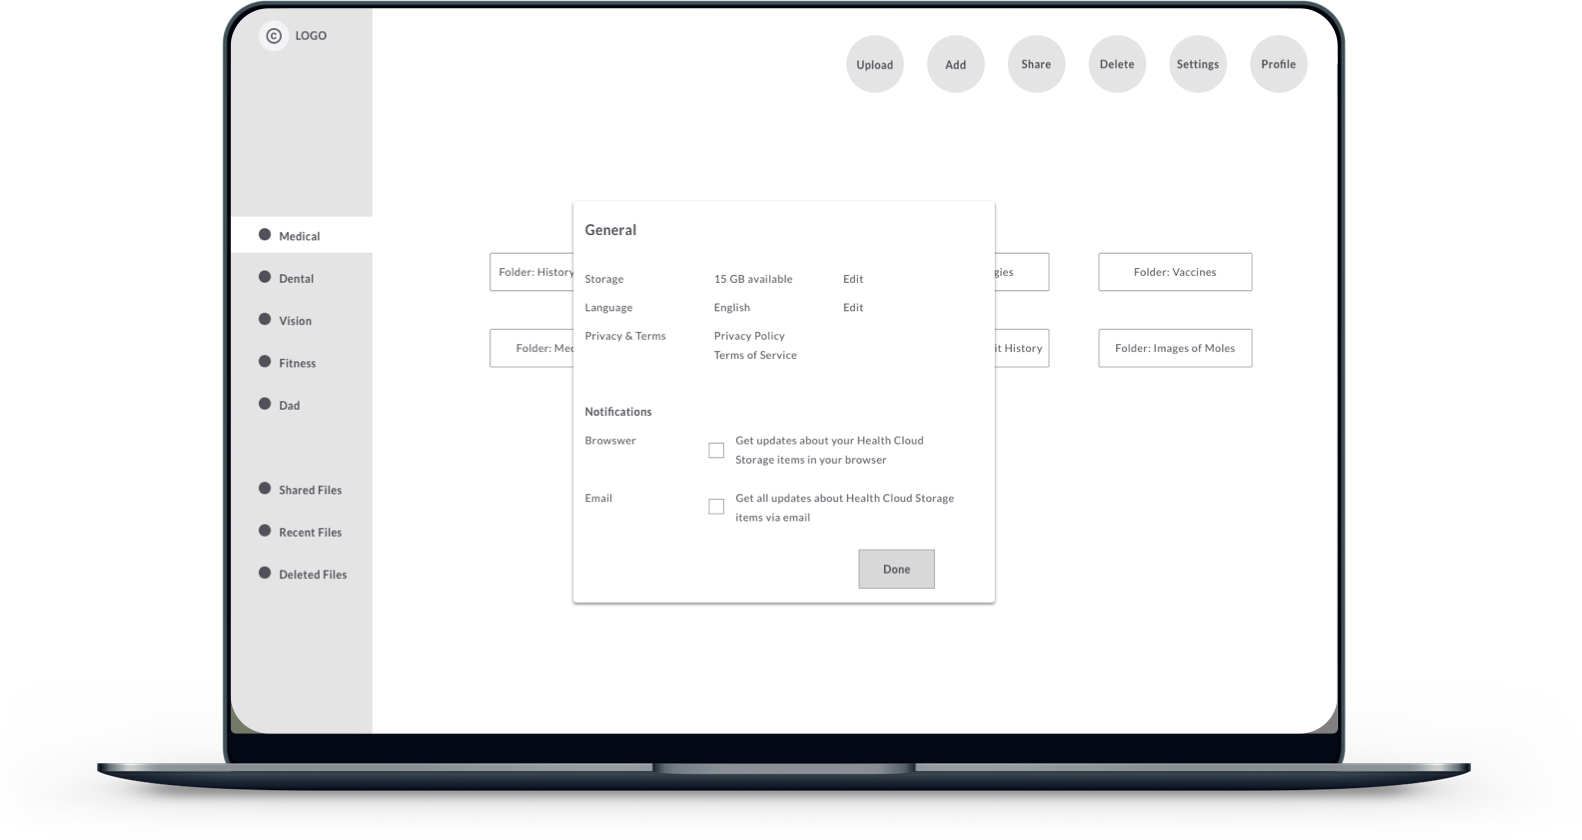 © LOGO
Upload
Add
Share
Delete
Settings
Profile
Medical
Dental
Vision
Fitness
Dad
Shared Files
Recent Files
Deleted Files
Folder: History
gies
Folder: Vaccines
Folder: Med
it History
Folder: Images of Moles
General
Storage 15 GB available Edit
Language English Edit
Privacy & Terms Privacy Policy
Terms of Service
Notifications
Browswer Get updates about your Health Cloud
Storage items in your browser
Email Get all updates about Health Cloud Storage
items via email
Done